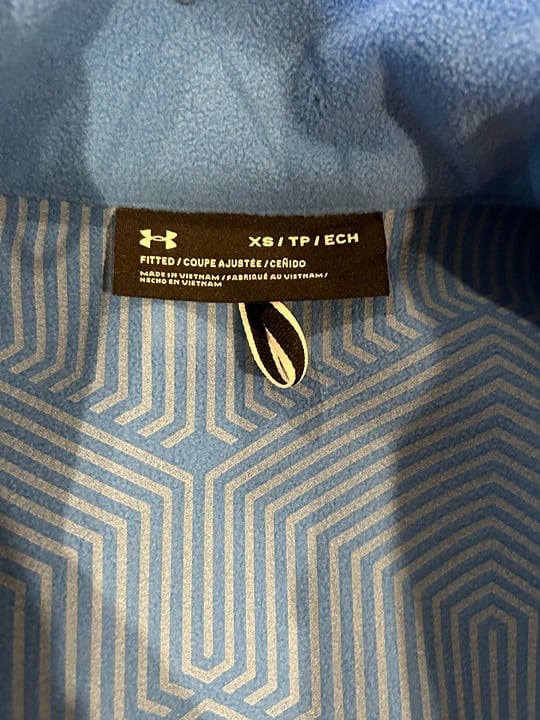 XS / TP / ECH
FITTED / COUPE AJUSTÉE / CEÑIDO
MADE IN VIETNAM / FABRIQUÉ AU VIETNAM /
HECHO EN VIETNAM